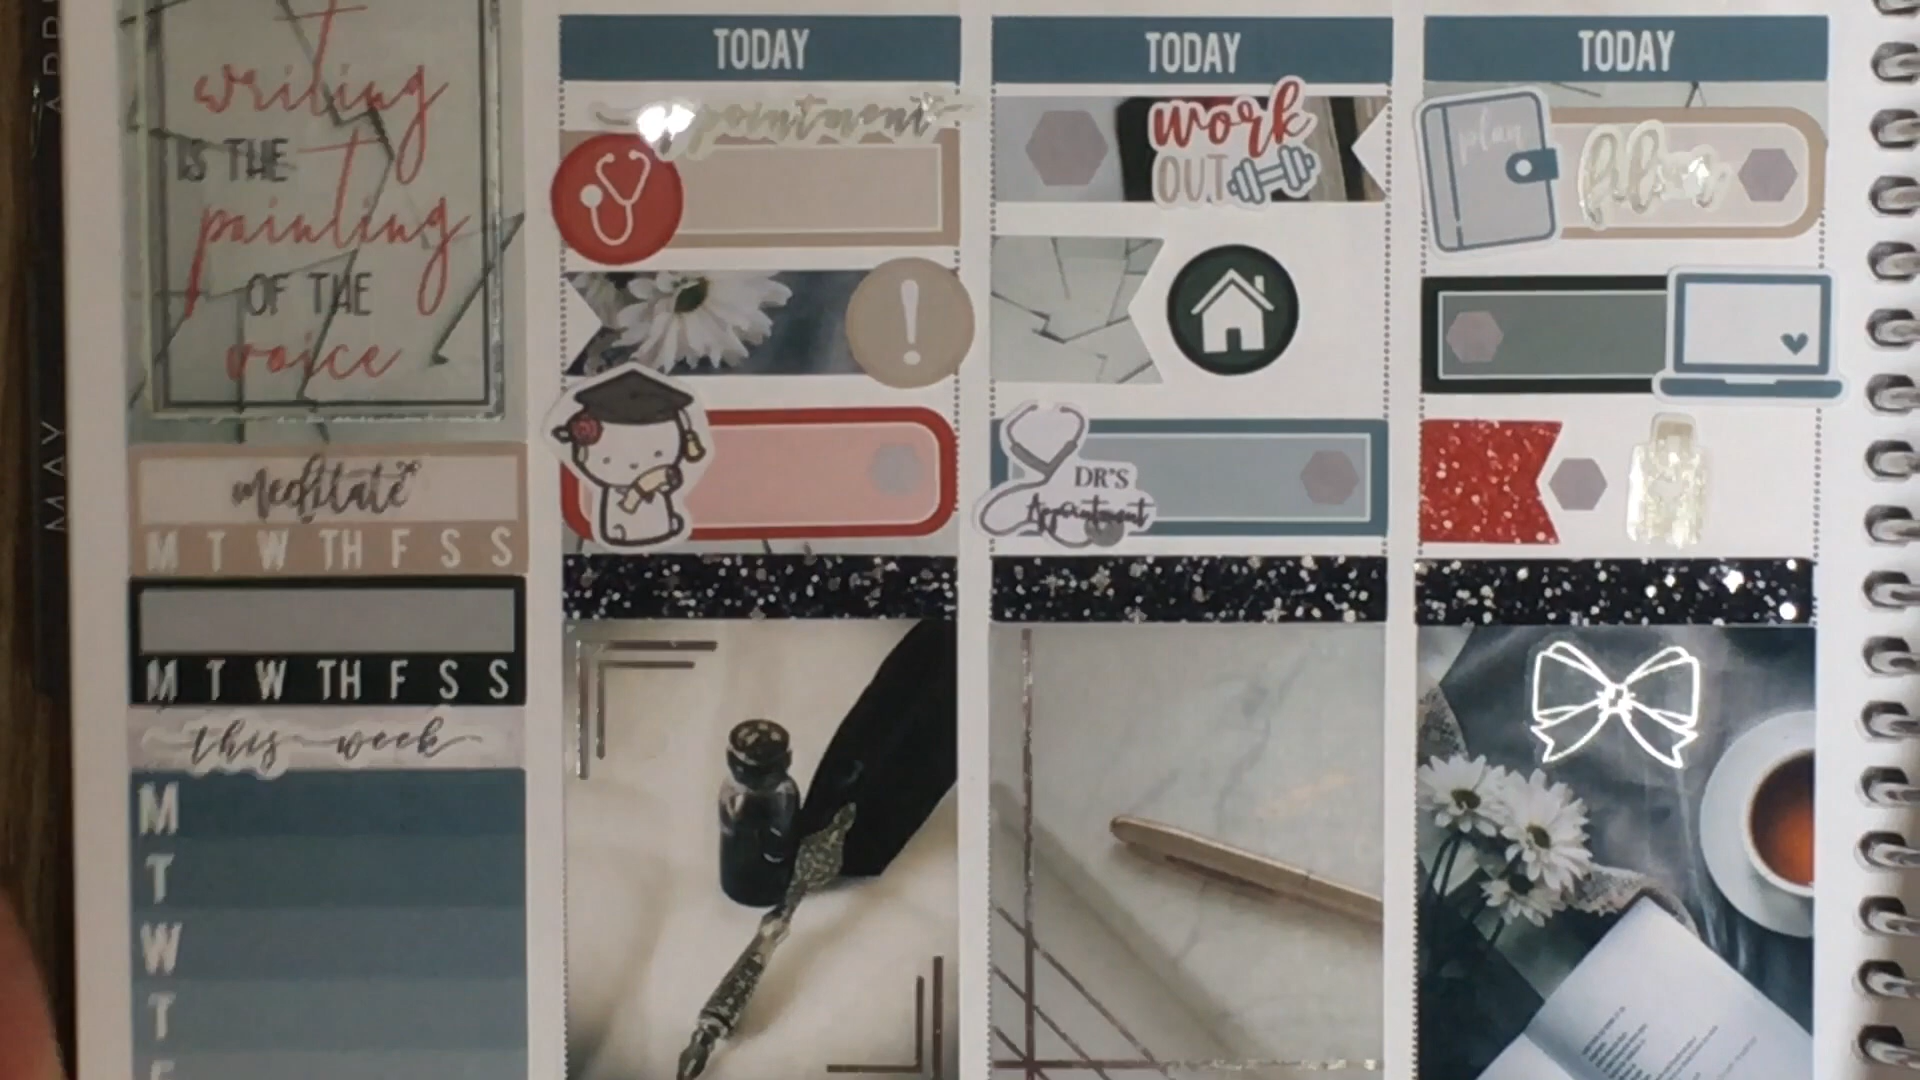 writing
IS THE
painting
OF THE
voice
meditate
M T W TH F S S
M T W TH F S S
this week
M
T
W
T
F
TODAY
appointment
TODAY
work
OUT
DR'S
Appointment
TODAY
plan
film
MAY